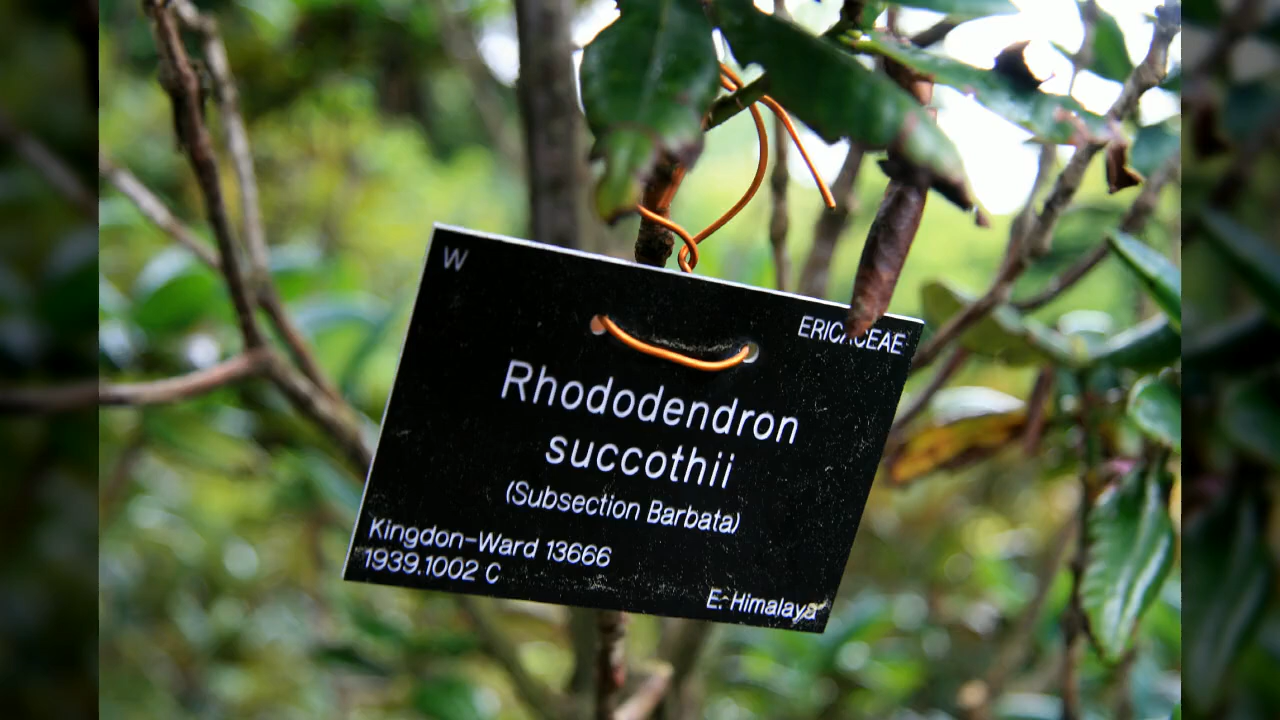 W
ERICACEAE
Rhododendron
succothii
(Subsection Barbata)
Kingdon-Ward 13666
1939.1002 C
E. Himalaya